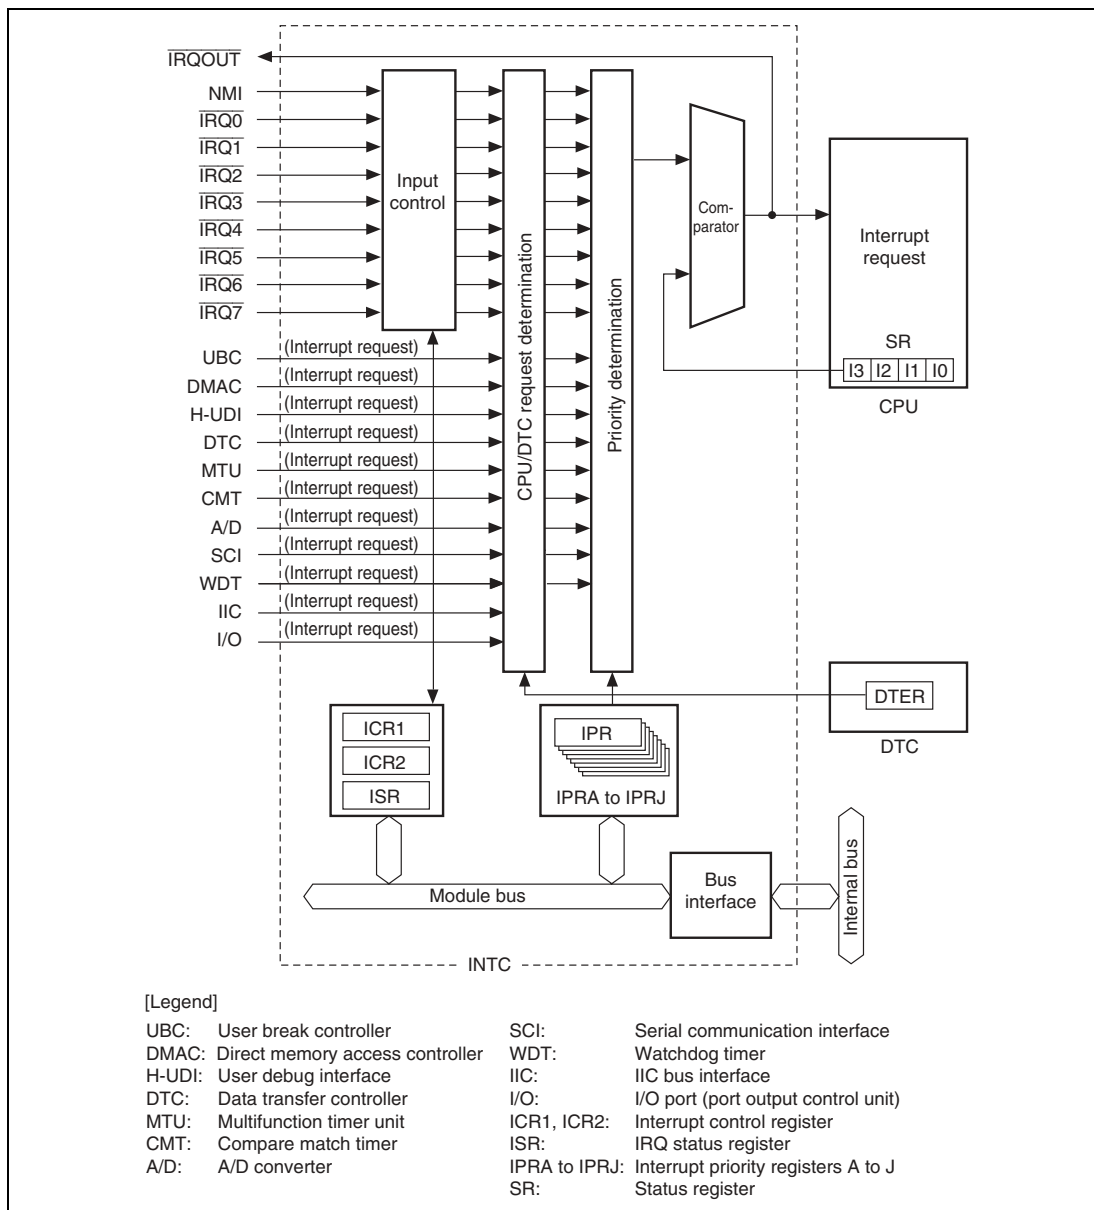 IRQOUT
NMI
IRQ0
IRQ1
IRQ2
IRQ3
IRQ4
IRQ5
IRQ6
IRQ7
Input
control
UBC
(Interrupt request)
DMAC
(Interrupt request)
H-UDI
(Interrupt request)
DTC
(Interrupt request)
MTU
(Interrupt request)
CMT
(Interrupt request)
A/D
(Interrupt request)
SCI
(Interrupt request)
WDT
(Interrupt request)
IIC
(Interrupt request)
I/O
(Interrupt request)
CPU/DTC request determination
Priority determination
Com-
parator
Interrupt
request
SR
I3 I2 I1 I0
CPU
DTER
DTC
ICR1
ICR2
ISR
IPR
IPRA to IPRJ
Module bus
Bus
interface
Internal bus
INTC
[Legend]
UBC: User break controller
DMAC: Direct memory access controller
H-UDI: User debug interface
DTC: Data transfer controller
MTU: Multifunction timer unit
CMT: Compare match timer
A/D: A/D converter
SCI: Serial communication interface
WDT: Watchdog timer
IIC: IIC bus interface
I/O: I/O port (port output control unit)
ICR1, ICR2: Interrupt control register
ISR: IRQ status register
IPRA to IPRJ: Interrupt priority registers A to J
SR: Status register